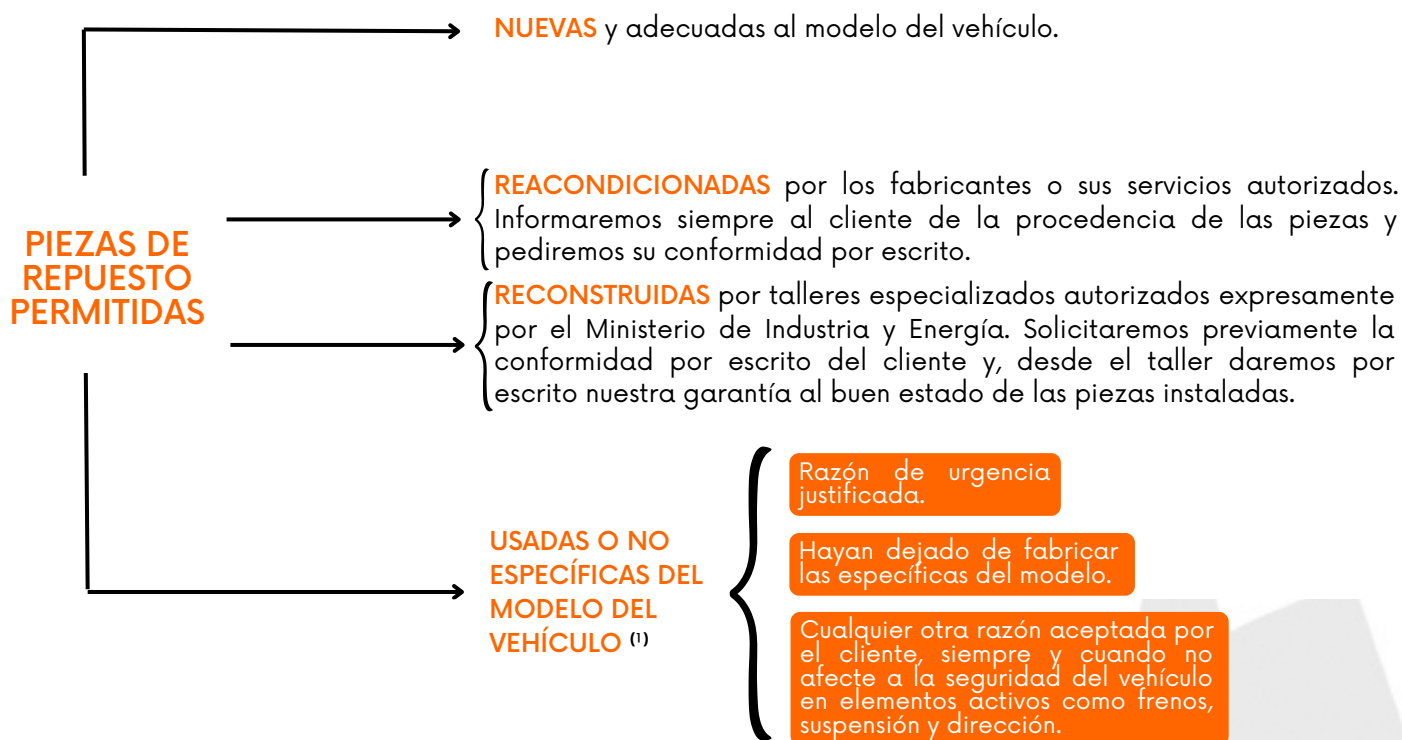 NUEVAS y adecuadas al modelo del vehículo.
PIEZAS DE
REPUESTO
PERMITIDAS
REACONDICIONADAS por los fabricantes o sus servicios autorizados.
Informaremos siempre al cliente de la procedencia de las piezas y
pediremos su conformidad por escrito.
RECONSTRUIDAS por talleres especializados autorizados expresamente
por el Ministerio de Industria y Energía. Solicitaremos previamente la
conformidad por escrito del cliente y, desde el taller daremos por
escrito nuestra garantía al buen estado de las piezas instaladas.
USADAS O NO
ESPECÍFICAS DEL
MODELO DEL
VEHÍCULO (1)
Razón de urgencia
justificada.
Hayan dejado de fabricar
las específicas del modelo.
Cualquier otra razón aceptada por
el cliente, siempre y cuando no
afecte a la seguridad del vehículo
en elementos activos como frenos,
suspensión y dirección.